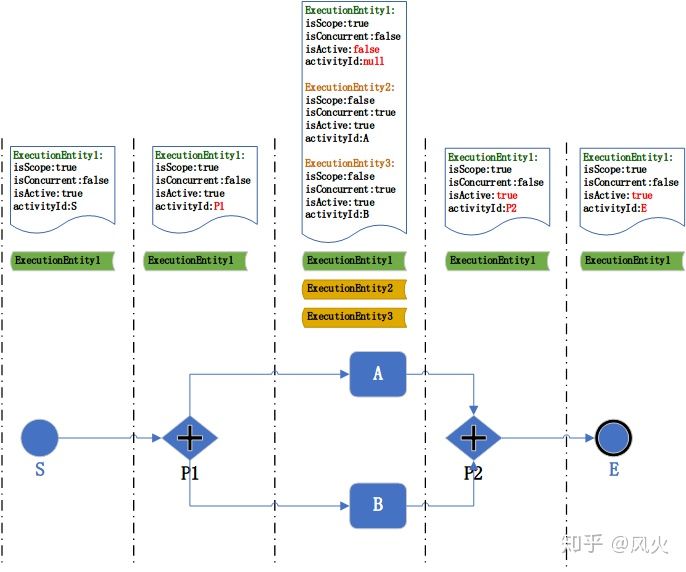 ExecutionEntity1:
isScope:true
isConcurrent:false
isActive:false
activityId:null
ExecutionEntity2:
isScope:false
isConcurrent:true
isActive:true
activityId:A
ExecutionEntity3:
isScope:false
isConcurrent:true
isActive:true
activityId:B
ExecutionEntity1:
isScope:true
isConcurrent:false
isActive:true
activityId:S
ExecutionEntity1:
isScope:true
isConcurrent:false
isActive:true
activityId:P1
ExecutionEntity1:
isScope:true
isConcurrent:false
isActive:true
activityId:P2
ExecutionEntity1:
isScope:true
isConcurrent:false
isActive:true
activityId:E
ExecutionEntity1
ExecutionEntity1
ExecutionEntity1
ExecutionEntity1
ExecutionEntity1
ExecutionEntity2
ExecutionEntity3
A
S
P1
P2
E
B
知乎 @风火